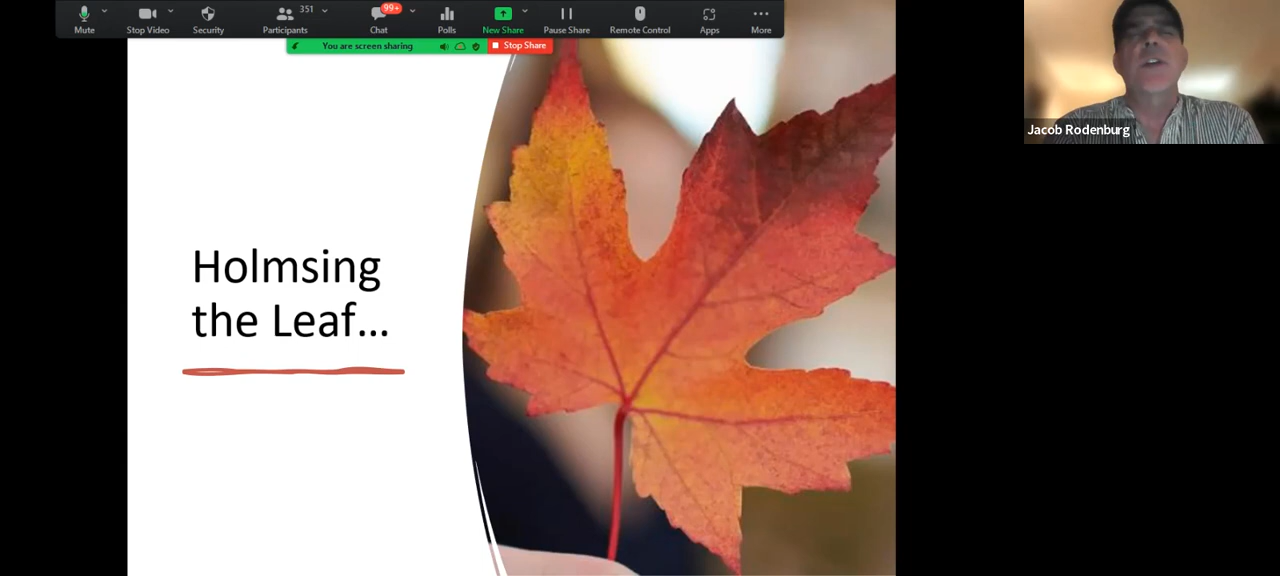 351
99+
Mute
Stop Video
Security
Participants
Chat
Polls
New Share
Pause Share
Remote Control
Apps
More
You are screen sharing
Stop Share
Jacob Rodenburg
Holmsing
the Leaf...